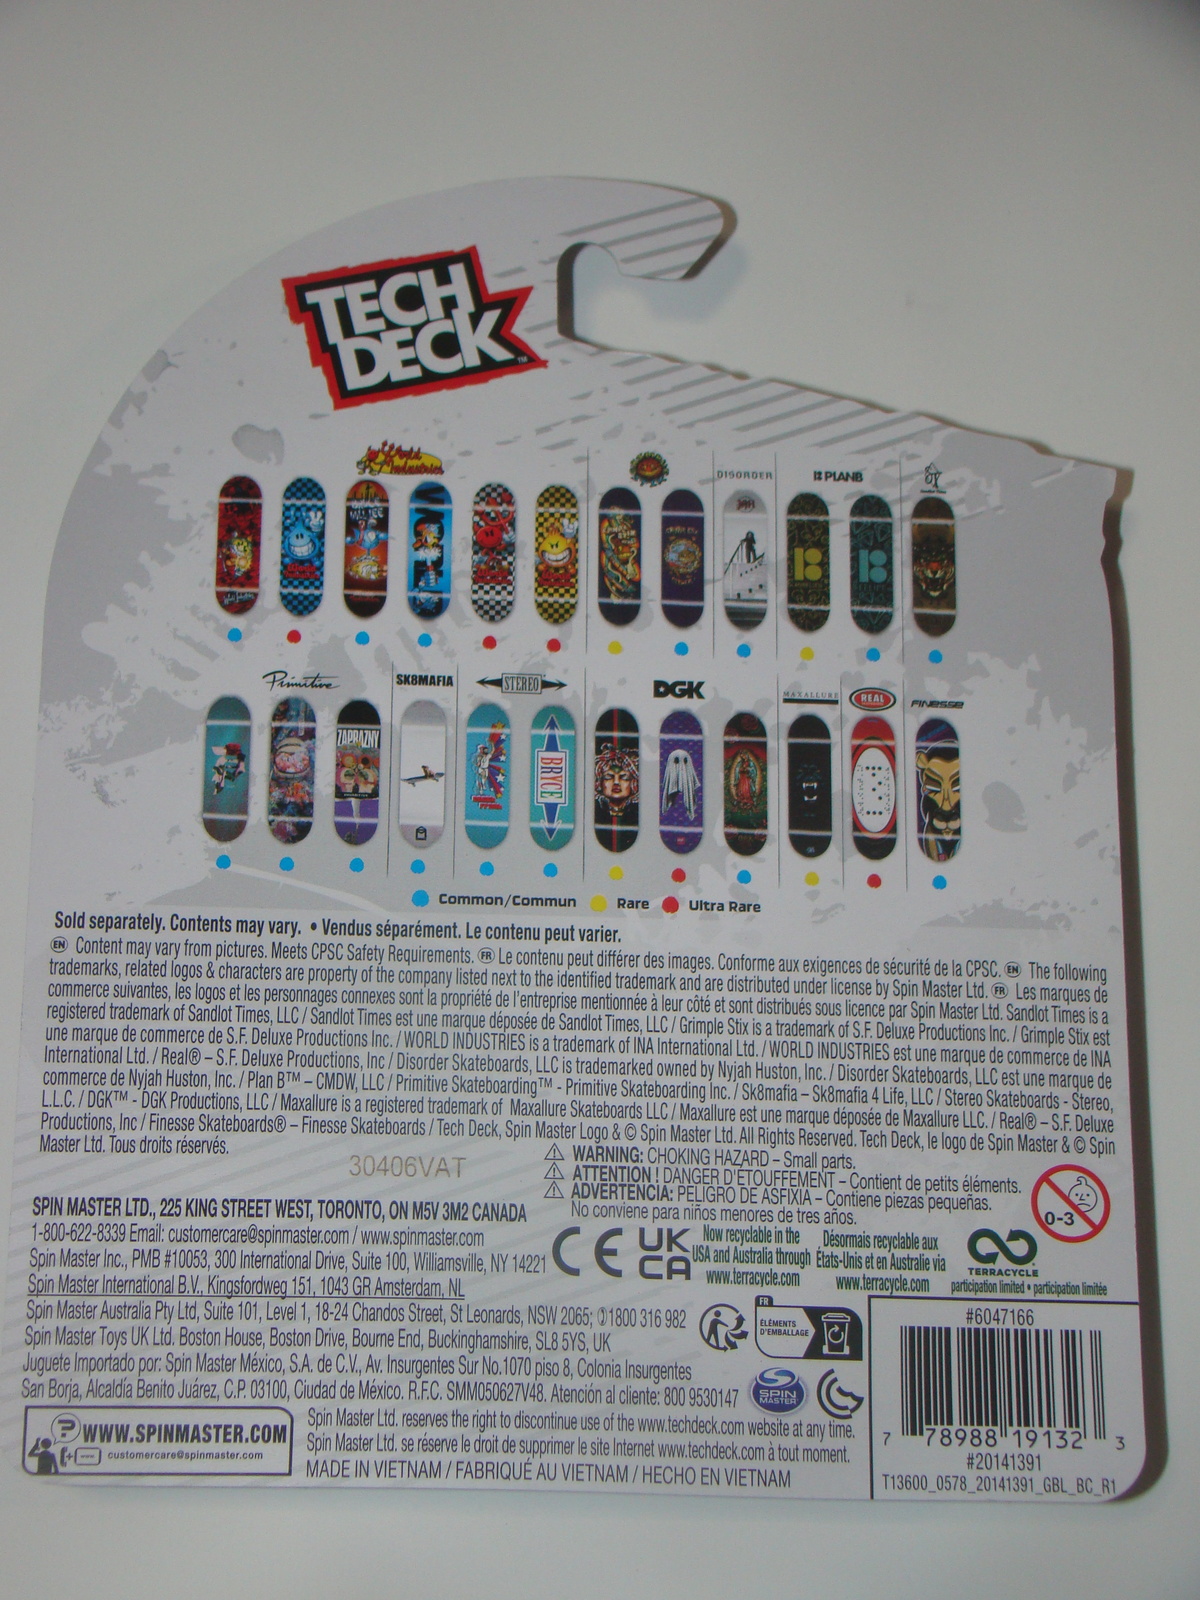 TECH
DECK™
World
Industries
DISORDER
PLANB
Primitive
SK8MAFIA
STEREO
DGK
MAXALLURE
REAL
FINESSE
ZAPRAZNY
BRYCE
Common/Commun Rare Ultra Rare
Sold separately. Contents may vary. • Vendus séparément. Le contenu peut varier.
EN Content may vary from pictures. Meets CPSC Safety Requirements. FR Le contenu peut différer des images. Conforme aux exigences de sécurité de la CPSC. EN The following
trademarks, related logos & characters are property of the company listed next to the identified trademark and are distributed under license by Spin Master Ltd. FR Les marques de
commerce suivantes, les logos et les personnages connexes sont la propriété de l'entreprise mentionnée à leur côté et sont distribués sous licence par Spin Master Ltd. Sandlot Times is a
registered trademark of Sandlot Times, LLC / Sandlot Times est une marque déposée de Sandlot Times, LLC / Grimple Stix is a trademark of S.F. Deluxe Productions Inc. / Grimple Stix est
une marque de commerce de S.F. Deluxe Productions Inc. / WORLD INDUSTRIES is a trademark of INA International Ltd. / WORLD INDUSTRIES est une marque de commerce de INA
International Ltd. / Real® – S.F. Deluxe Productions, Inc / Disorder Skateboards, LLC is trademarked owned by Nyjah Huston, Inc. / Disorder Skateboards, LLC est une marque de
commerce de Nyjah Huston, Inc. / Plan B™ – CMDW, LLC / Primitive Skateboarding™ - Primitive Skateboarding Inc. / Sk8mafia – Sk8mafia 4 Life, LLC / Stereo Skateboards - Stereo,
L.L.C. / DGK™ - DGK Productions, LLC / Maxallure is a registered trademark of Maxallure Skateboards LLC / Maxallure est une marque déposée de Maxallure LLC. / Real® – S.F. Deluxe
Productions, Inc / Finesse Skateboards® – Finesse Skateboards / Tech Deck, Spin Master Logo & © Spin Master Ltd. All Rights Reserved. Tech Deck, le logo de Spin Master & © Spin
Master Ltd. Tous droits réservés.
30406VAT
WARNING: CHOKING HAZARD – Small parts.
ATTENTION ! DANGER D'ÉTOUFFEMENT – Contient de petits éléments.
ADVERTENCIA: PELIGRO DE ASFIXIA – Contiene piezas pequeñas.
No conviene para niños menores de tres años.
0-3
SPIN MASTER LTD., 225 KING STREET WEST, TORONTO, ON M5V 3M2 CANADA
1-800-622-8339 Email: customercare@spinmaster.com / www.spinmaster.com
Spin Master Inc., PMB #10053, 300 International Drive, Suite 100, Williamsville, NY 14221
Spin Master International B.V., Kingsfordweg 151, 1043 GR Amsterdam, NL
Spin Master Australia Pty Ltd, Suite 101, Level 1, 18-24 Chandos Street, St Leonards, NSW 2065; 1800 316 982
Spin Master Toys UK Ltd. Boston House, Boston Drive, Bourne End, Buckinghamshire, SL8 5YS, UK
Juguete Importado por: Spin Master México, S.A. de C.V., Av. Insurgentes Sur No.1070 piso 8, Colonia Insurgentes
San Borja, Alcaldía Benito Juárez, C.P. 03100, Ciudad de México. R.F.C. SMM050627V48. Atención al cliente: 800 9530147
CE
UK
CA
Now recyclable in the
USA and Australia through
www.terracycle.com
Désormais recyclable aux
États-Unis et en Australie via
www.terracycle.com
TERRACYCLE
participation limited • participation limitée
FR
ÉLÉMENTS
D'EMBALLAGE
SPIN
MASTER
WWW.SPINMASTER.COM
customercare@spinmaster.com
Spin Master Ltd. reserves the right to discontinue use of the www.techdeck.com website at any time.
Spin Master Ltd. se réserve le droit de supprimer le site Internet www.techdeck.com à tout moment.
MADE IN VIETNAM / FABRIQUÉ AU VIETNAM / HECHO EN VIETNAM
#6047166
7 78988 19132 3
#20141391
T13600_0578_20141391_GBL_BC_R1